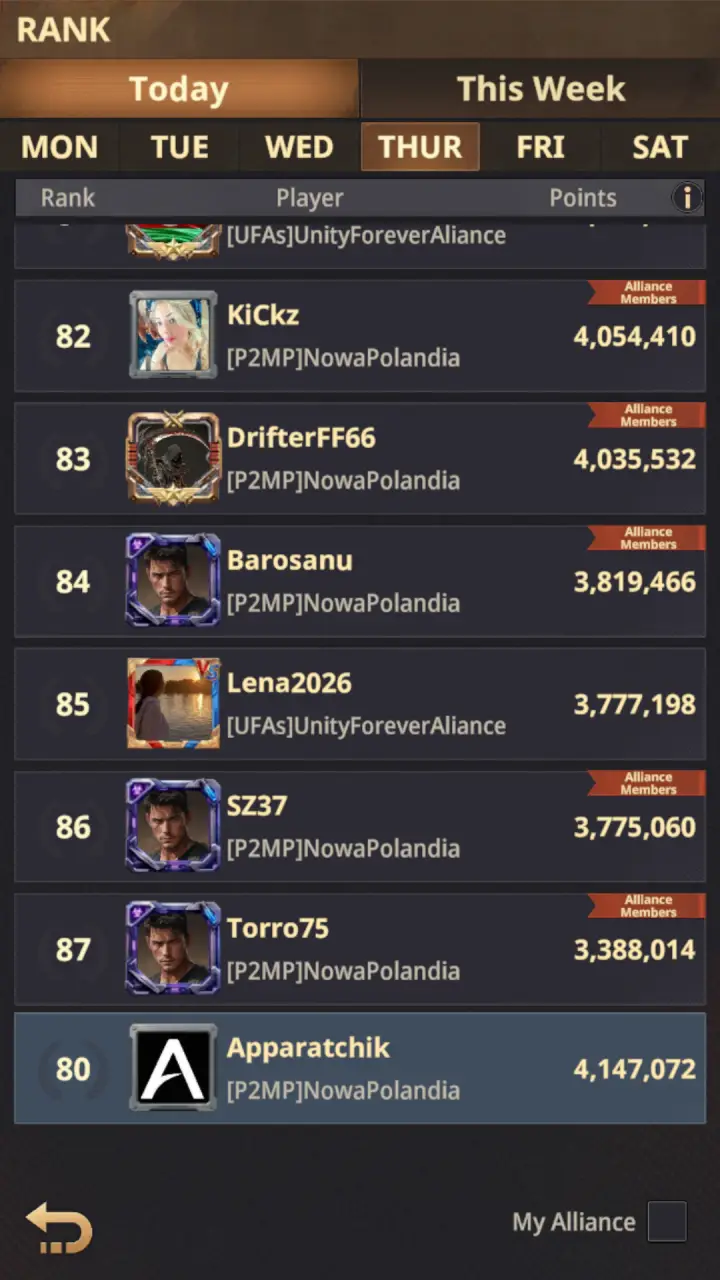 RANK
Today
This Week
MON TUE WED THUR FRI SAT
Rank Player Points i
[UFAs]UnityForeverAlliance
Alliance Members
82 KiCkz 4,054,410
[P2MP]NowaPolandia
Alliance Members
83 DrifterFF66 4,035,532
[P2MP]NowaPolandia
Alliance Members
84 Barosanu 3,819,466
[P2MP]NowaPolandia
85 Lena2026 3,777,198
[UFAs]UnityForeverAlliance
Alliance Members
86 SZ37 3,775,060
[P2MP]NowaPolandia
Alliance Members
87 Torro75 3,388,014
[P2MP]NowaPolandia
80 Apparatchik 4,147,072
[P2MP]NowaPolandia
My Alliance